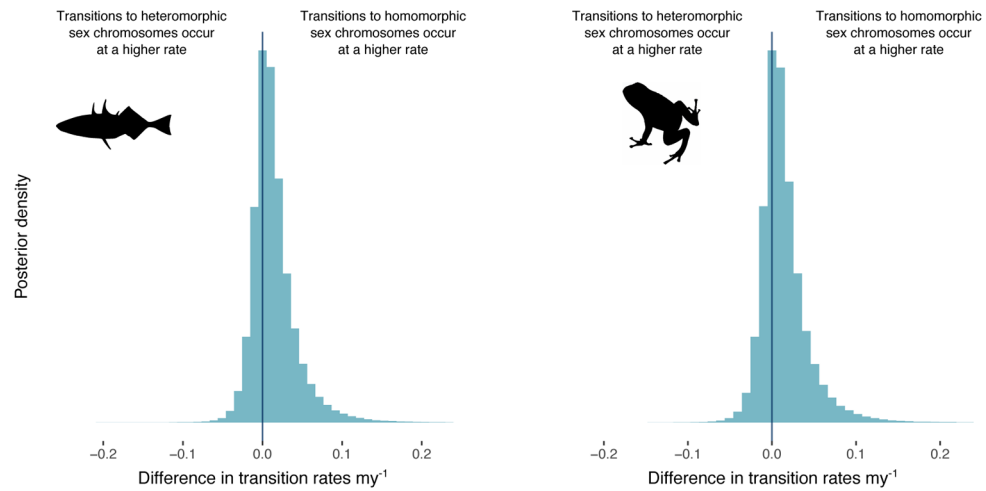 Transitions to heteromorphic
sex chromosomes occur
at a higher rate
Transitions to homomorphic
sex chromosomes occur
at a higher rate
Posterior density
−0.2 −0.1 0.0 0.1 0.2
Difference in transition rates my⁻¹
Transitions to heteromorphic
sex chromosomes occur
at a higher rate
Transitions to homomorphic
sex chromosomes occur
at a higher rate
−0.2 −0.1 0.0 0.1 0.2
Difference in transition rates my⁻¹